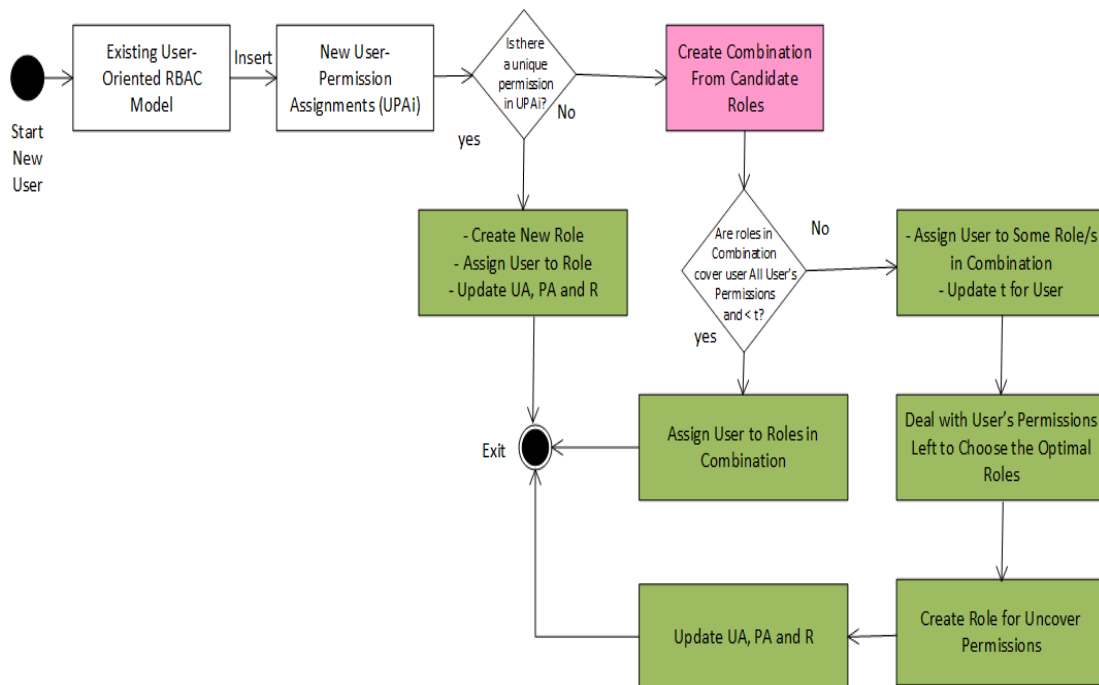 Start
New
User
Existing User-
Oriented RBAC
Model
Insert
New User-
Permission
Assignments (UPAi)
Is there
a unique
permission
in UPAi?
No
yes
Create Combination
From Candidate
Roles
- Create New Role
- Assign User to Role
- Update UA, PA and R
Are roles in
Combination
cover user All User's
Permissions
and < t?
No
yes
- Assign User to Some Role/s
in Combination
- Update t for User
Exit
Assign User to Roles in
Combination
Deal with User's Permissions
Left to Choose the Optimal
Roles
Update UA, PA and R
Create Role for Uncover
Permissions